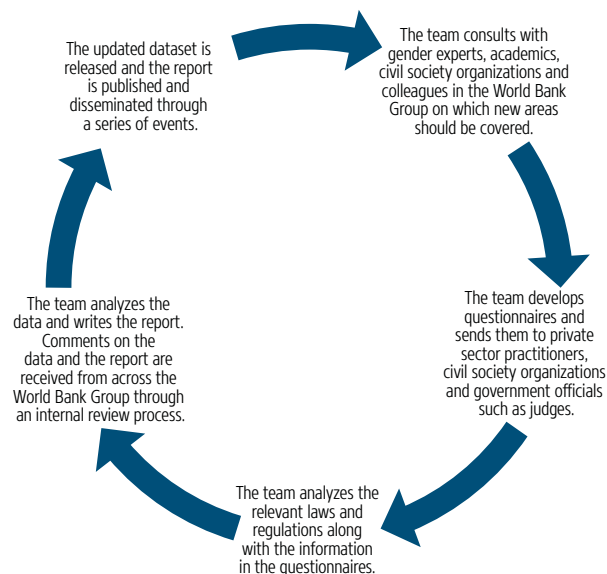 The updated dataset is
released and the report
is published and
disseminated through
a series of events.
The team consults with
gender experts, academics,
civil society organizations and
colleagues in the World Bank
Group on which new areas
should be covered.
The team develops
questionnaires and
sends them to private
sector practitioners,
civil society organizations
and government officials
such as judges.
The team analyzes the
relevant laws and
regulations along
with the information
in the questionnaires.
The team analyzes the
data and writes the report.
Comments on the
data and the report are
received from across the
World Bank Group through
an internal review process.